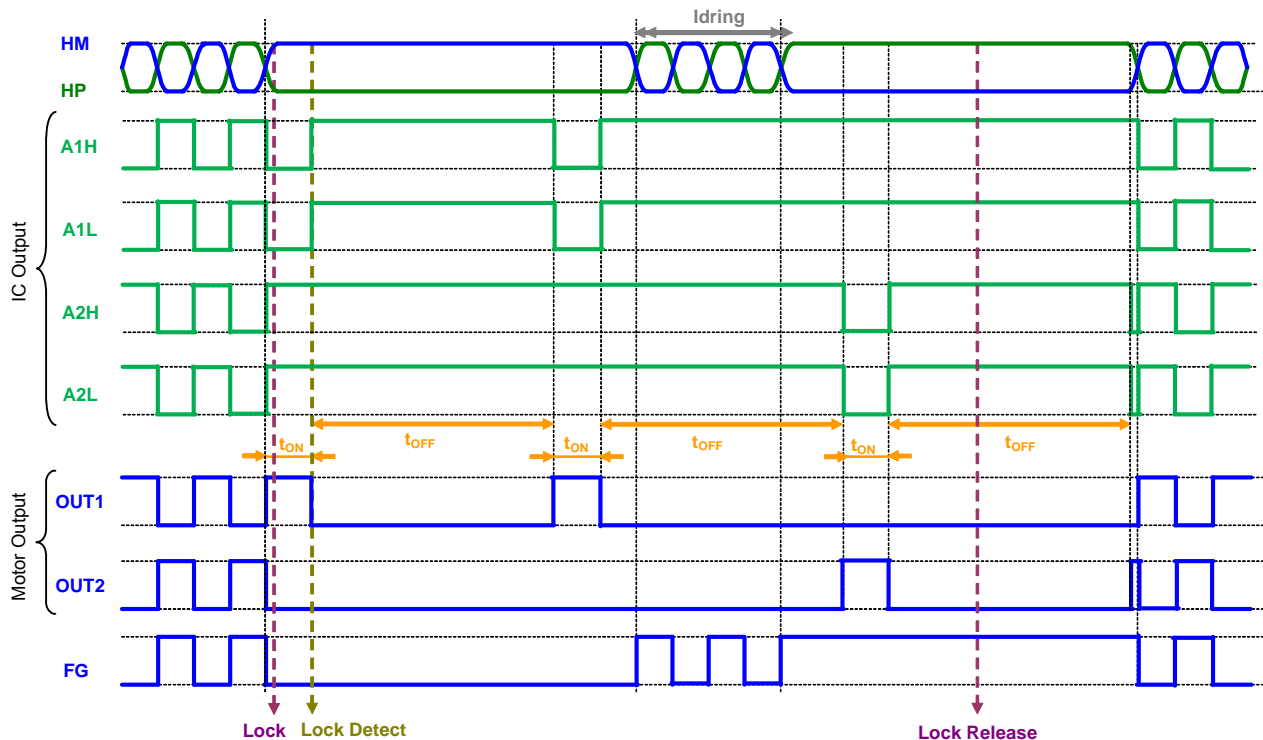 Idring
HM
HP
A1H
A1L
A2H
A2L
IC Output
tON
tOFF
tON
tOFF
tON
tOFF
OUT1
OUT2
Motor Output
FG
Lock
Lock Detect
Lock Release